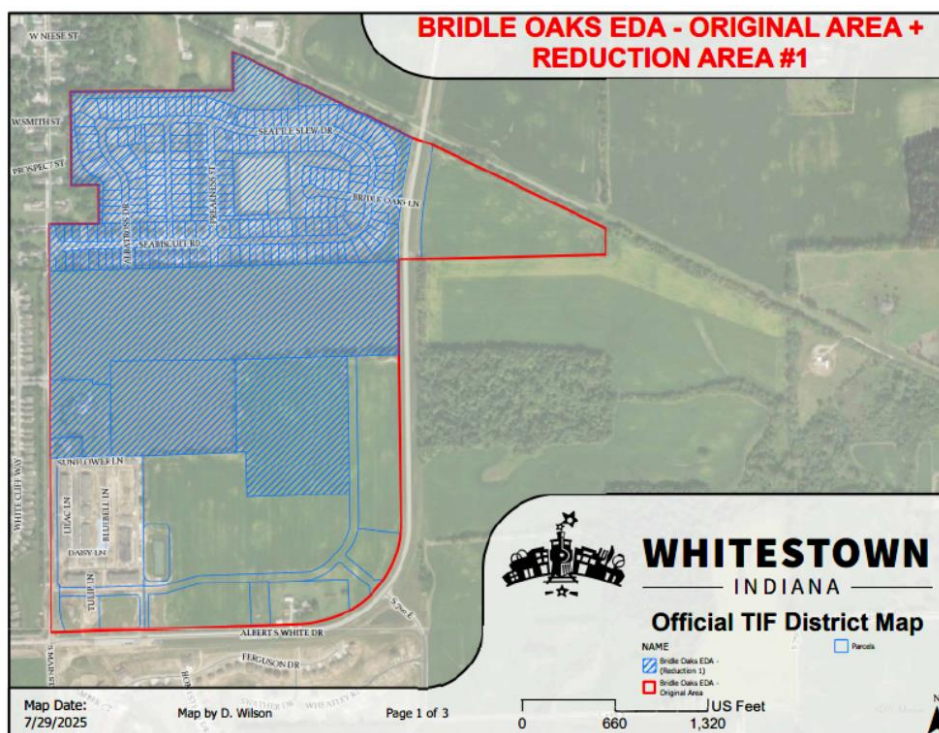 BRIDLE OAKS EDA - ORIGINAL AREA +
REDUCTION AREA #1
W NEESE ST
W SMITH ST
SEATTLE SLEW DR
PROSPECT ST
PREAKNESS ST
BRIDLE OAKS LN
ALBATROSS DR
SEABISCUIT RD
SUNFLOWER LN
WHITE CLIFF WAY
LILAC LN
BLUEBELL LN
DAISY LN
TULIP LN
ALBERT S WHITE DR
S MAIN ST
FERGUSON DR
WHITESTOWN
INDIANA
Official TIF District Map
NAME
Bridle Oaks EDA -
(Reduction 1)
Bridle Oaks EDA -
Original Area
Parcels
US Feet
0 660 1,320
N
Map Date:
7/29/2025
Map by D. Wilson
Page 1 of 3